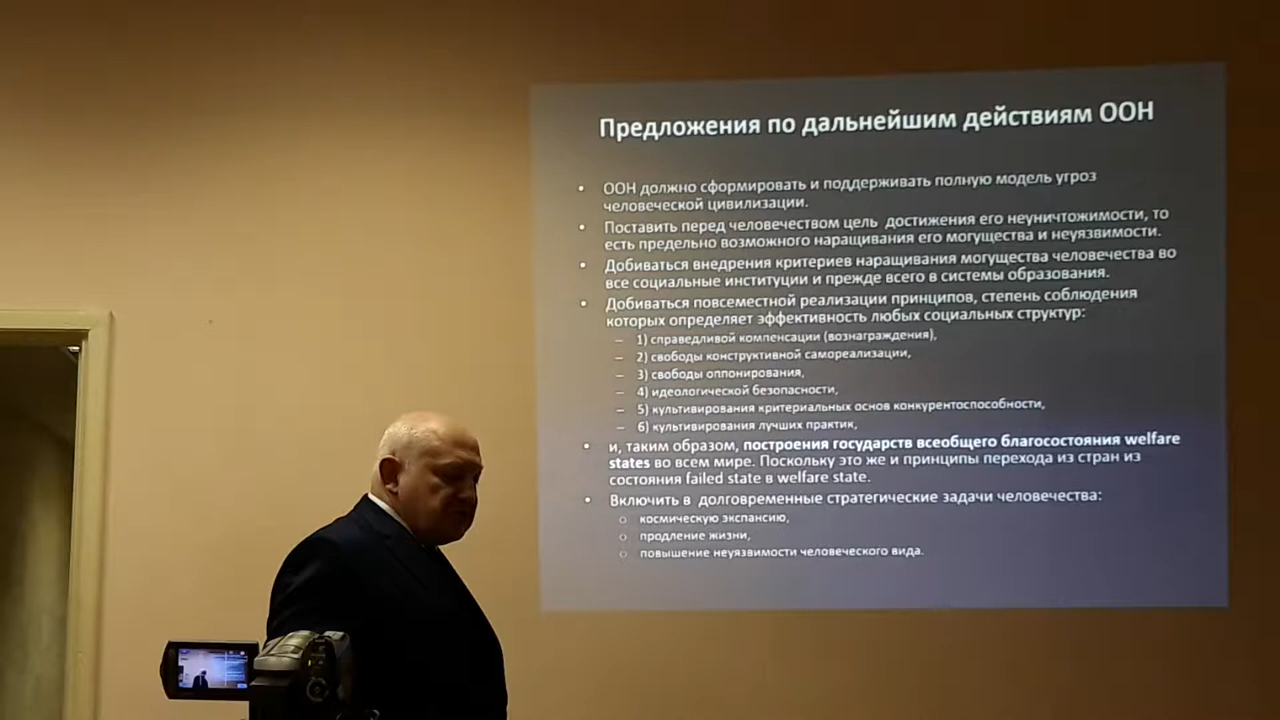 Предложения по дальнейшим действиям ООН
• ООН должно сформировать и поддерживать полную модель угроз
человеческой цивилизации.
• Поставить перед человечеством цель достижения его неуничтожимости, то
есть предельно возможного наращивания его могущества и неуязвимости.
• Добиваться внедрения критериев наращивания могущества человечества во
все социальные институции и прежде всего в системы образования.
• Добиваться повсеместной реализации принципов, степень соблюдения
которых определяет эффективность любых социальных структур:
– 1) справедливой компенсации (вознаграждения),
– 2) свободы конструктивной самореализации,
– 3) свободы оппонирования,
– 4) идеологической безопасности,
– 5) культивирования критериальных основ конкурентоспособности,
– 6) культивирования лучших практик,
• и, таким образом, построения государств всеобщего благосостояния welfare
states во всем мире. Поскольку это же и принципы перехода из стран из
состояния failed state в welfare state.
• Включить в долговременные стратегические задачи человечества:
o космическую экспансию,
o продление жизни,
o повышение неуязвимости человеческого вида.